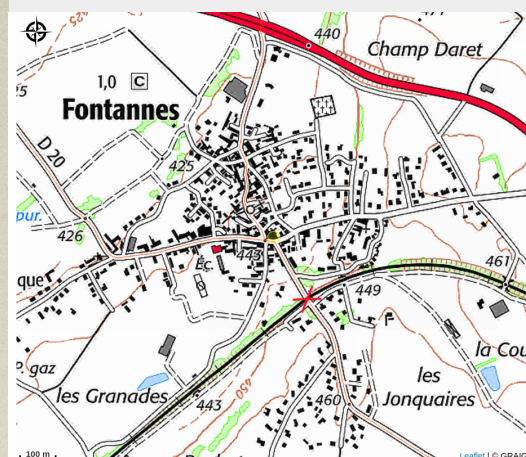 440
Champ Daret
1,0 C
Fontannes
D 20
425
pur.
426
443
461
Éc.
que
449
la Cou
P. gaz
les Granades
450
les
Jonquaires
443
460
100 m
Leaflet | © GRAIG